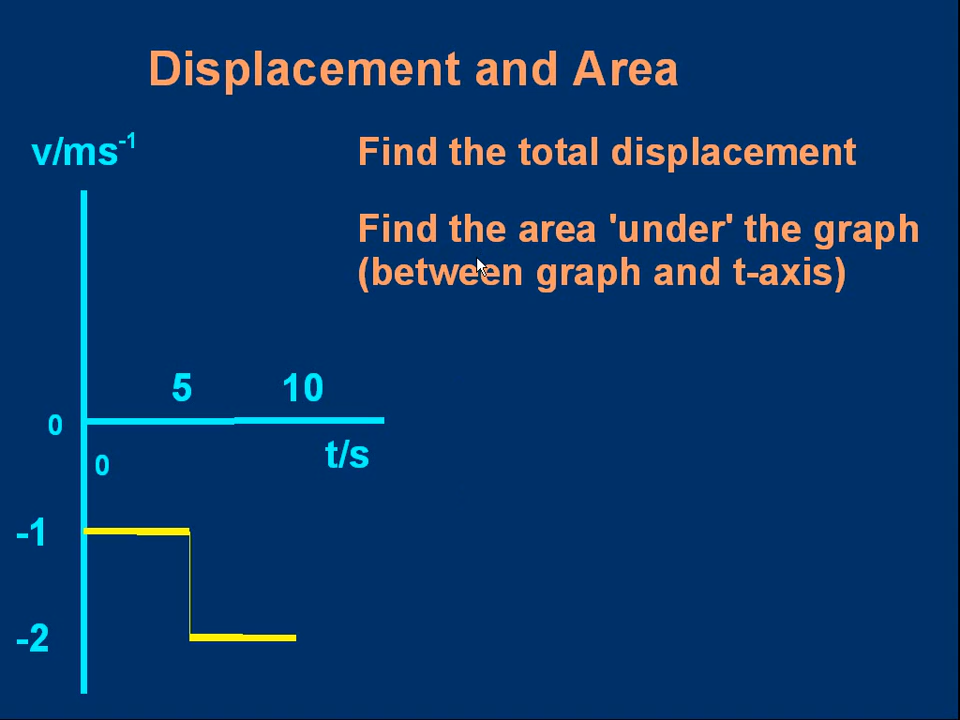 Displacement and Area
v/ms-1
Find the total displacement
Find the area 'under' the graph
(between graph and t-axis)
5
10
0
0
t/s
-1
-2